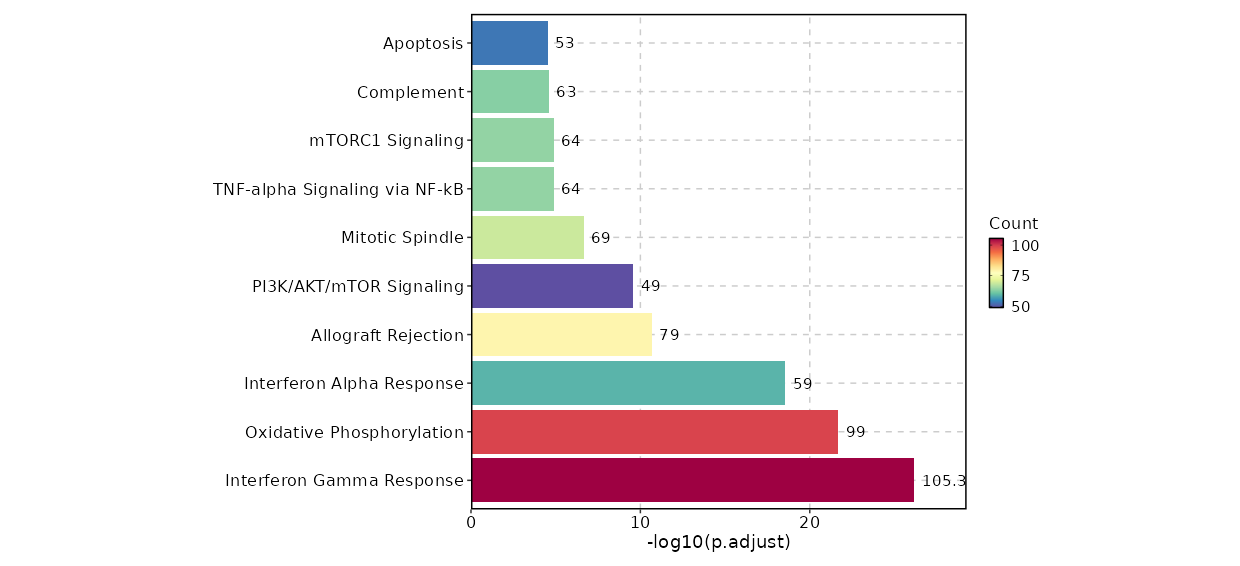 Apoptosis 53
Complement 63
mTORC1 Signaling 64
TNF-alpha Signaling via NF-kB 64
Mitotic Spindle 69
PI3K/AKT/mTOR Signaling 49
Allograft Rejection 79
Interferon Alpha Response 59
Oxidative Phosphorylation 99
Interferon Gamma Response 105.3
0 10 20
-log10(p.adjust)
Count
100
75
50